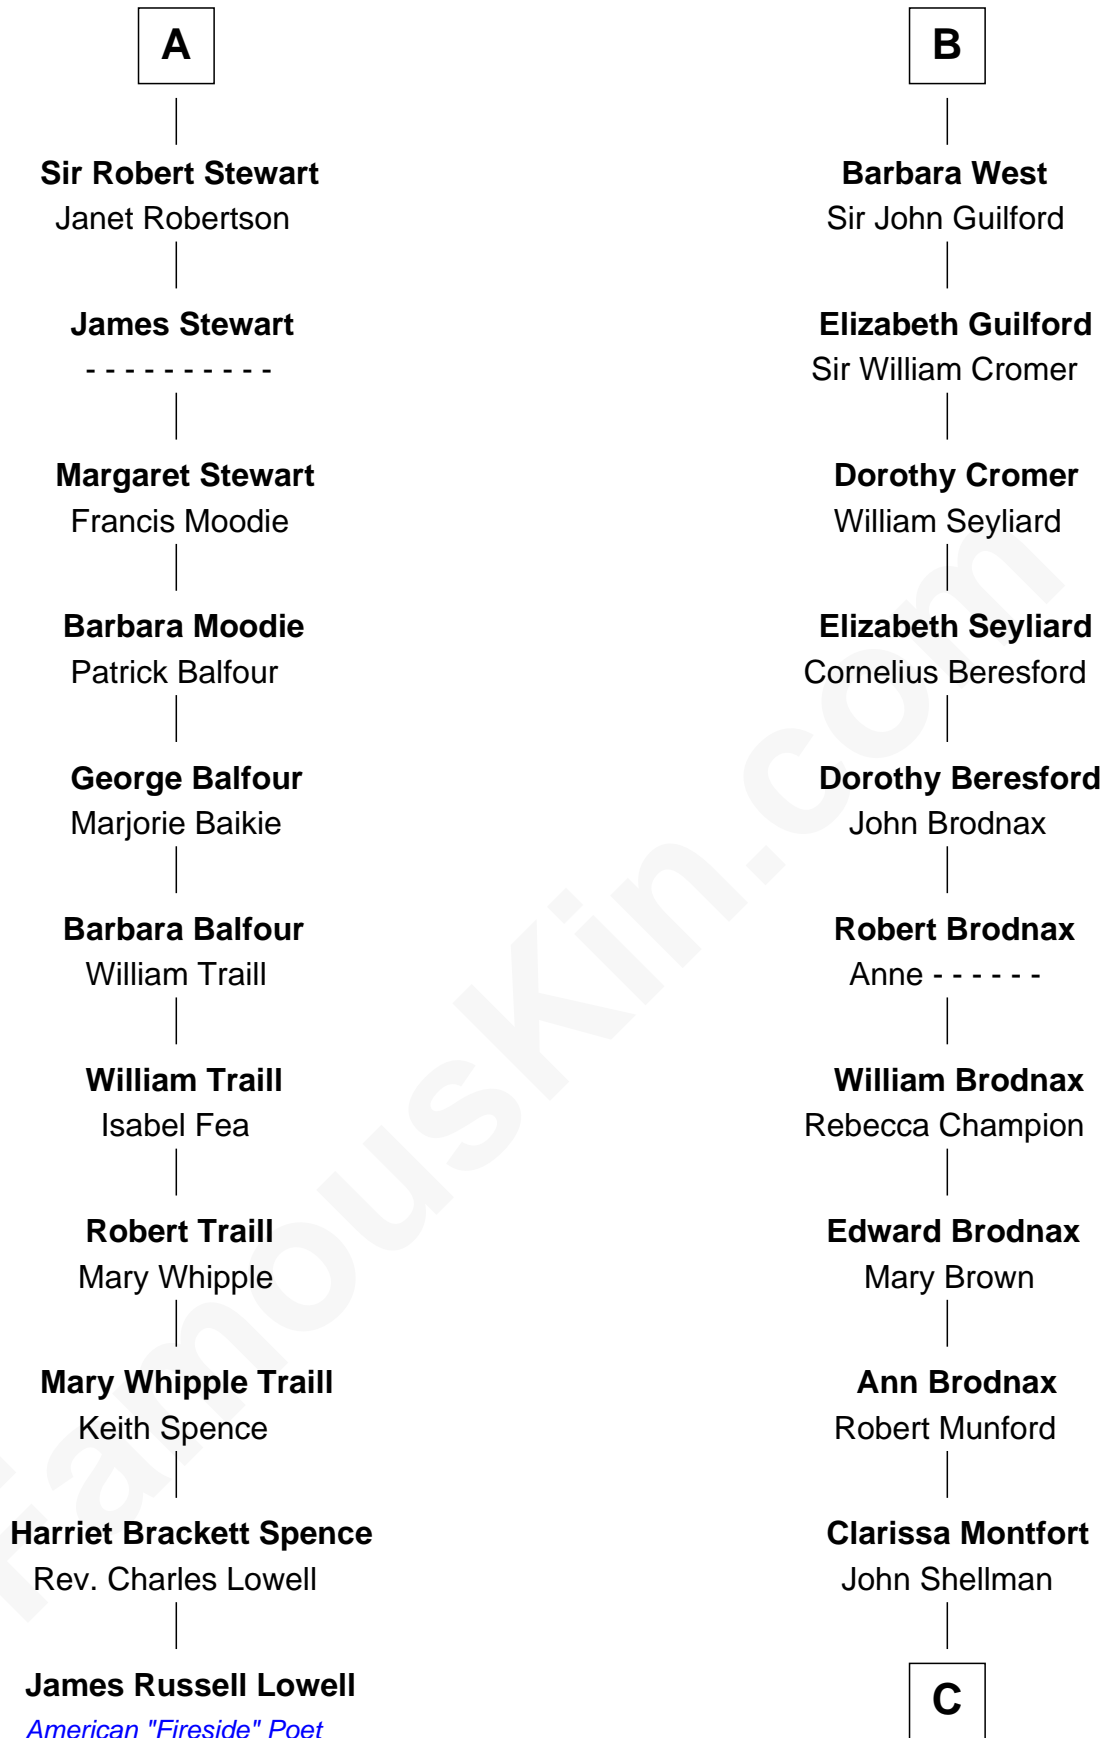 A
Sir Robert Stewart
Janet Robertson
James Stewart
- - - - - - - - - -
Margaret Stewart
Francis Moodie
Barbara Moodie
Patrick Balfour
George Balfour
Marjorie Baikie
Barbara Balfour
William Traill
William Traill
Isabel Fea
Robert Traill
Mary Whipple
Mary Whipple Traill
Keith Spence
Harriet Brackett Spence
Rev. Charles Lowell
James Russell Lowell
American "Fireside" Poet
B
Barbara West
Sir John Guilford
Elizabeth Guilford
Sir William Cromer
Dorothy Cromer
William Seyliard
Elizabeth Seyliard
Cornelius Beresford
Dorothy Beresford
John Brodnax
Robert Brodnax
Anne - - - - - -
William Brodnax
Rebecca Champion
Edward Brodnax
Mary Brown
Ann Brodnax
Robert Munford
Clarissa Montfort
John Shellman
C
FamousKin.com